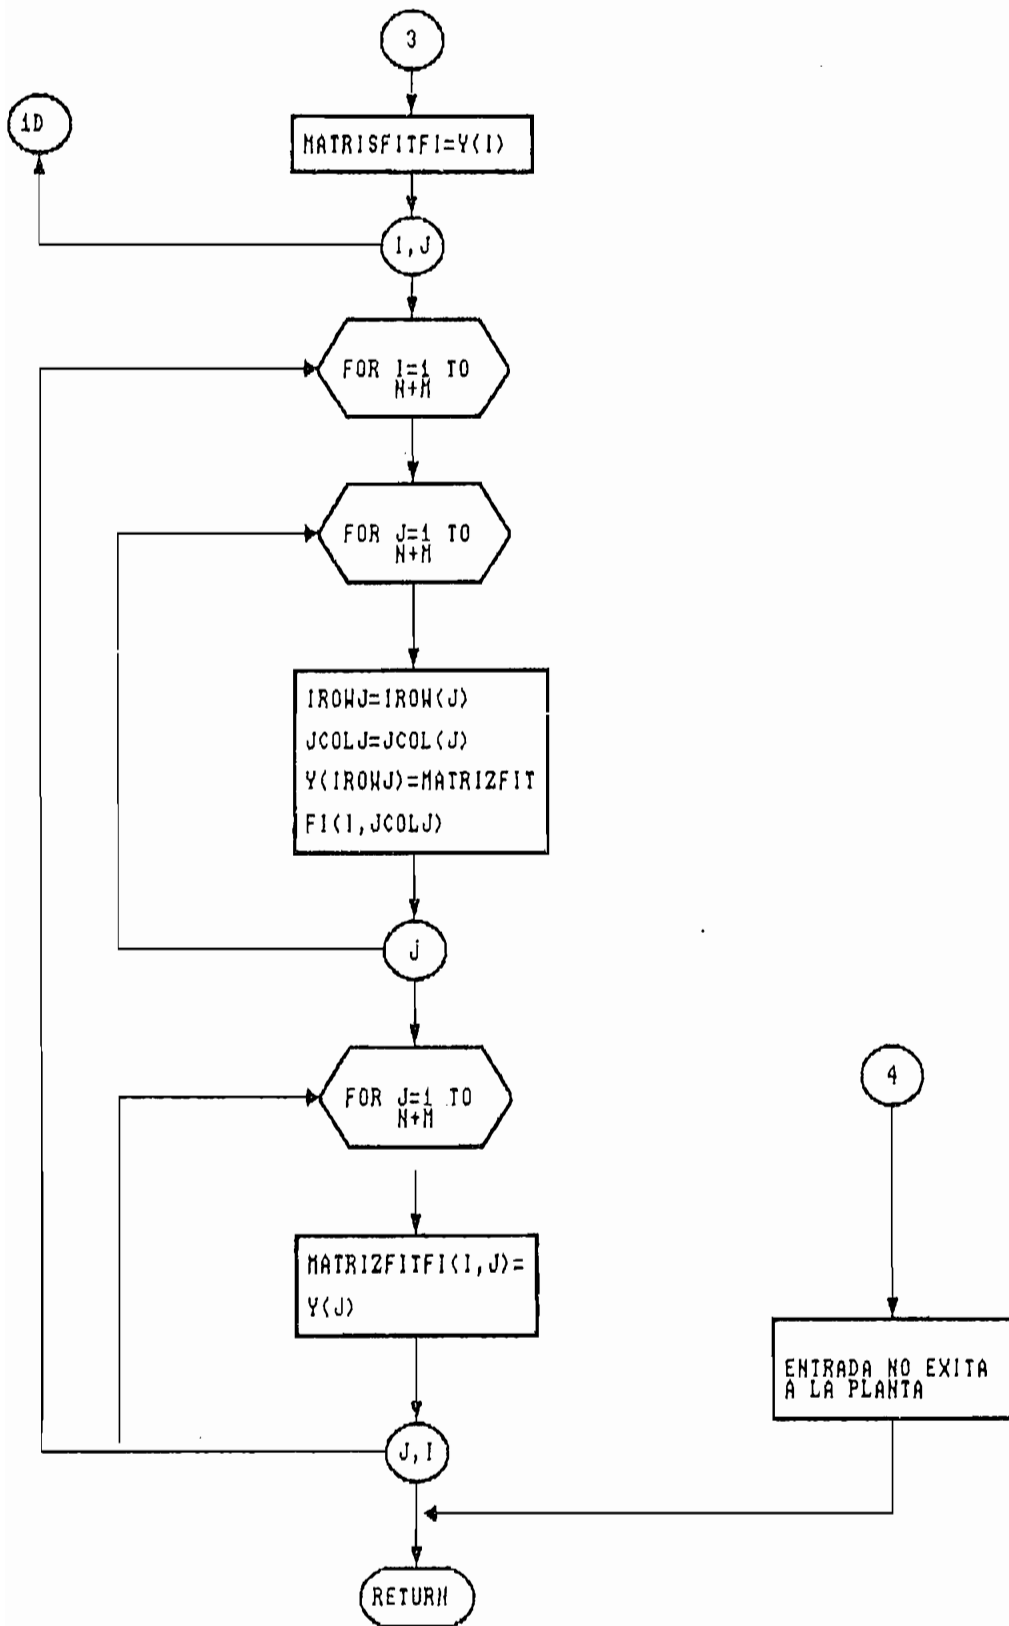 3
1D
MATRISFITFI=Y(I)
I,J
FOR I=1 TO
N+M
FOR J=1 TO
N+M
IROWJ=IROW(J)
JCOLJ=JCOL(J)
Y(IROWJ)=MATRIZFIT
FI(I,JCOLJ)
j
FOR J=1 TO
N+M
4
MATRIZFITFI(I,J)=
Y(J)
ENTRADA NO EXITA
A LA PLANTA
J,I
RETURN